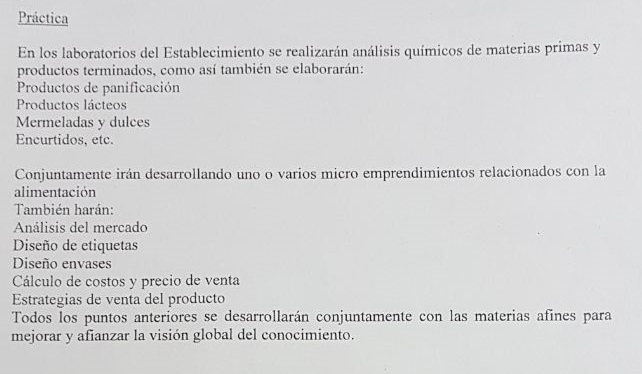 Práctica
En los laboratorios del Establecimiento se realizarán análisis químicos de materias primas y
productos terminados, como así también se elaborarán:
Productos de panificación
Productos lácteos
Mermeladas y dulces
Encurtidos, etc.
Conjuntamente irán desarrollando uno o varios micro emprendimientos relacionados con la
alimentación
También harán:
Análisis del mercado
Diseño de etiquetas
Diseño envases
Cálculo de costos y precio de venta
Estrategias de venta del producto
Todos los puntos anteriores se desarrollarán conjuntamente con las materias afines para
mejorar y afianzar la visión global del conocimiento.